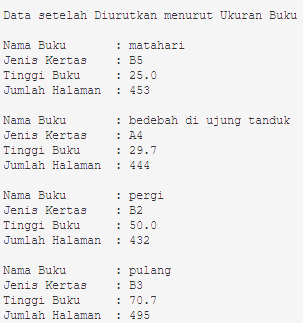 Data setelah Diurutkan menurut Ukuran Buku
Nama Buku : matahari
Jenis Kertas : B5
Tinggi Buku : 25.0
Jumlah Halaman : 453
Nama Buku : bedebah di ujung tanduk
Jenis Kertas : A4
Tinggi Buku : 29.7
Jumlah Halaman : 444
Nama Buku : pergi
Jenis Kertas : B2
Tinggi Buku : 50.0
Jumlah Halaman : 432
Nama Buku : pulang
Jenis Kertas : B3
Tinggi Buku : 70.7
Jumlah Halaman : 495